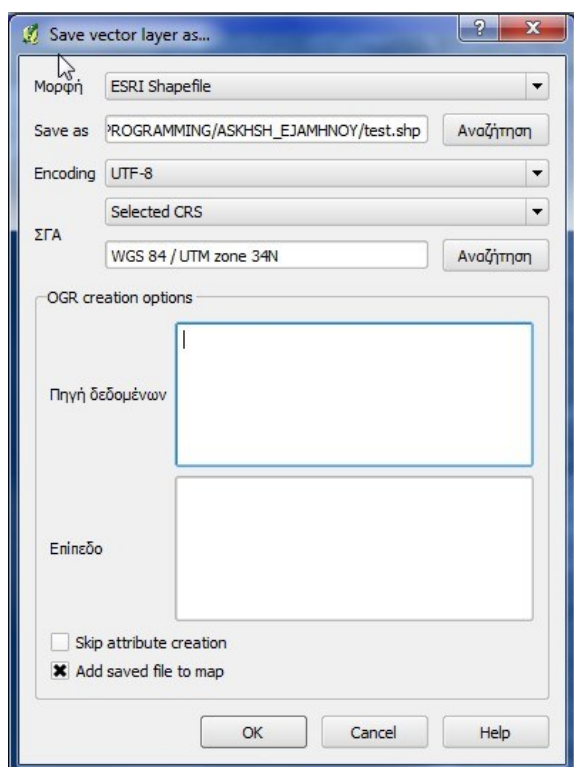 Save vector layer as...
Μορφή ESRI Shapefile
Save as PROGRAMMING/ASKHSH_EJAMHNOY/test.shp Αναζήτηση
Encoding UTF-8
Selected CRS
ΣΓΑ
WGS 84 / UTM zone 34N Αναζήτηση
OGR creation options
Πηγή δεδομένων
Επίπεδο
Skip attribute creation
Add saved file to map
OK Cancel Help